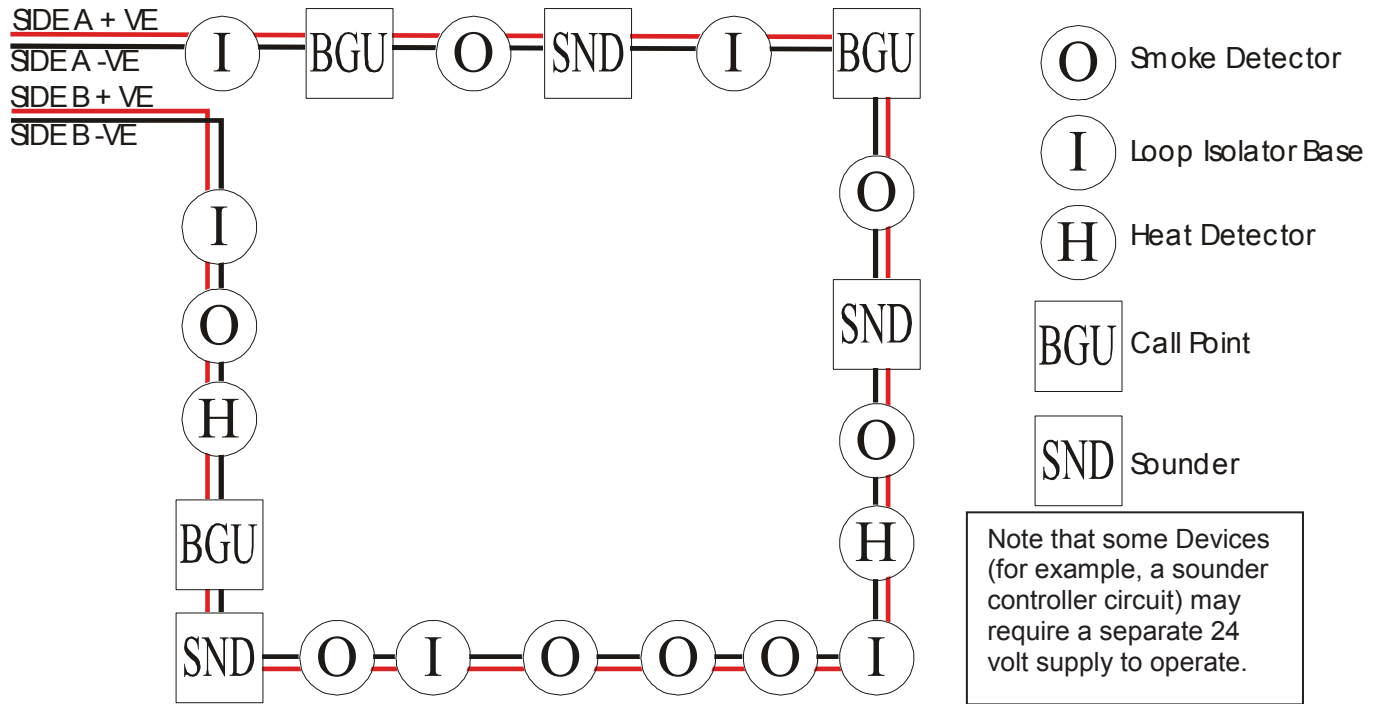 SIDE A + VE
SIDE A -VE
SIDE B + VE
SIDE B -VE
I
BGU
O
SND
I
BGU
O
SND
O
H
I
O
O
O
I
O
SND
BGU
H
O
I
O Smoke Detector
I Loop Isolator Base
H Heat Detector
BGU Call Point
SND Sounder
Note that some Devices
(for example, a sounder
controller circuit) may
require a separate 24
volt supply to operate.